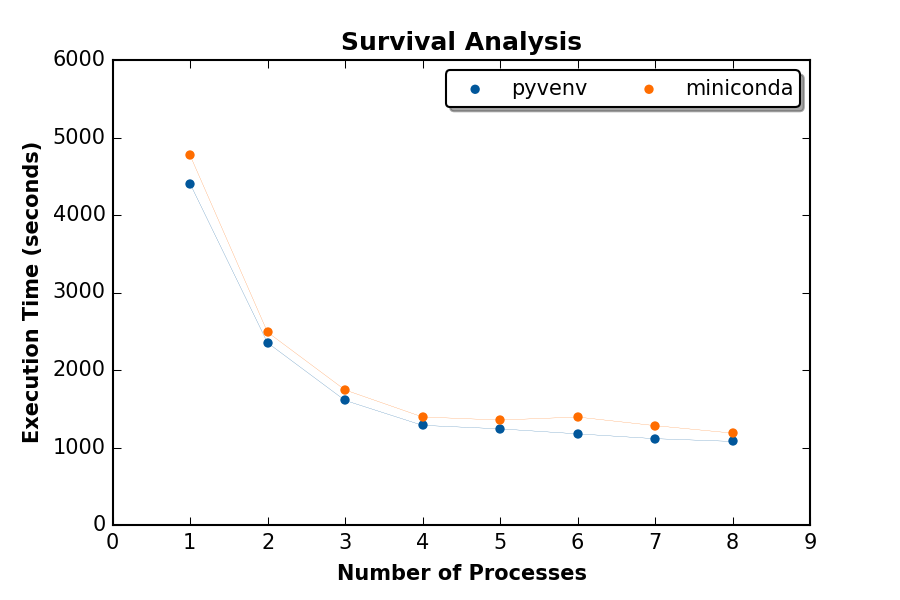 Survival Analysis
pyvenv miniconda
Execution Time (seconds)
6000
5000
4000
3000
2000
1000
0
0 1 2 3 4 5 6 7 8 9
Number of Processes